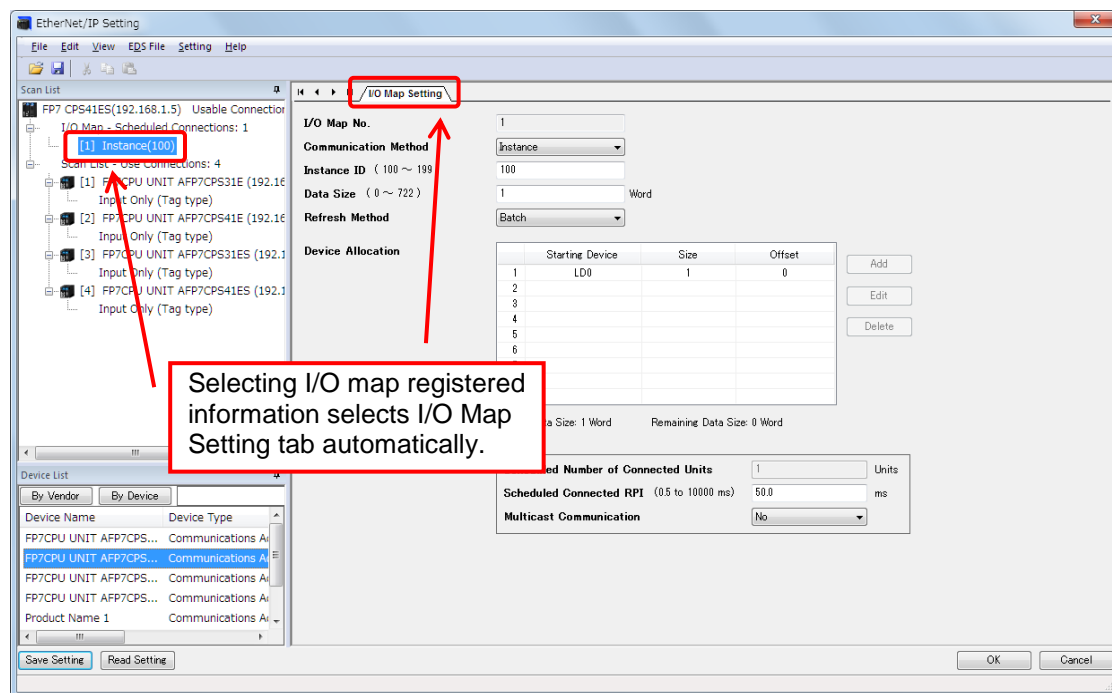 EtherNet/IP Setting
File Edit View EDS File Setting Help
Scan List
FP7 CPS41ES(192.168.1.5) Usable Connection
I/O Map - Scheduled Connections: 1
[1] Instance(100)
Scan List - Use Connections: 4
[1] FP7CPU UNIT AFP7CPS31E (192.16
Input Only (Tag type)
[2] FP7CPU UNIT AFP7CPS41E (192.16
Input Only (Tag type)
[3] FP7CPU UNIT AFP7CPS31ES (192.1
Input Only (Tag type)
[4] FP7CPU UNIT AFP7CPS41ES (192.1
Input Only (Tag type)
I/O Map Setting
I/O Map No. 1
Communication Method Instance
Instance ID ( 100 ~ 199 100
Data Size ( 0 ~ 722 ) 1 Word
Refresh Method Batch
Device Allocation
Starting Device Size Offset
1 LD0 1 0
2
3
4
5
6
Add
Edit
Delete
Selecting I/O map registered
information selects I/O Map
Setting tab automatically.
Size: 1 Word Remaining Data Size: 0 Word
Number of Connected Units 1 Units
Scheduled Connected RPI (0.5 to 10000 ms) 50.0 ms
Multicast Communication No
Device List
By Vendor By Device
Device Name Device Type
FP7CPU UNIT AFP7CPS... Communications A
FP7CPU UNIT AFP7CPS... Communications A
FP7CPU UNIT AFP7CPS... Communications A
FP7CPU UNIT AFP7CPS... Communications A
Product Name 1 Communications A
Save Setting Read Setting OK Cancel